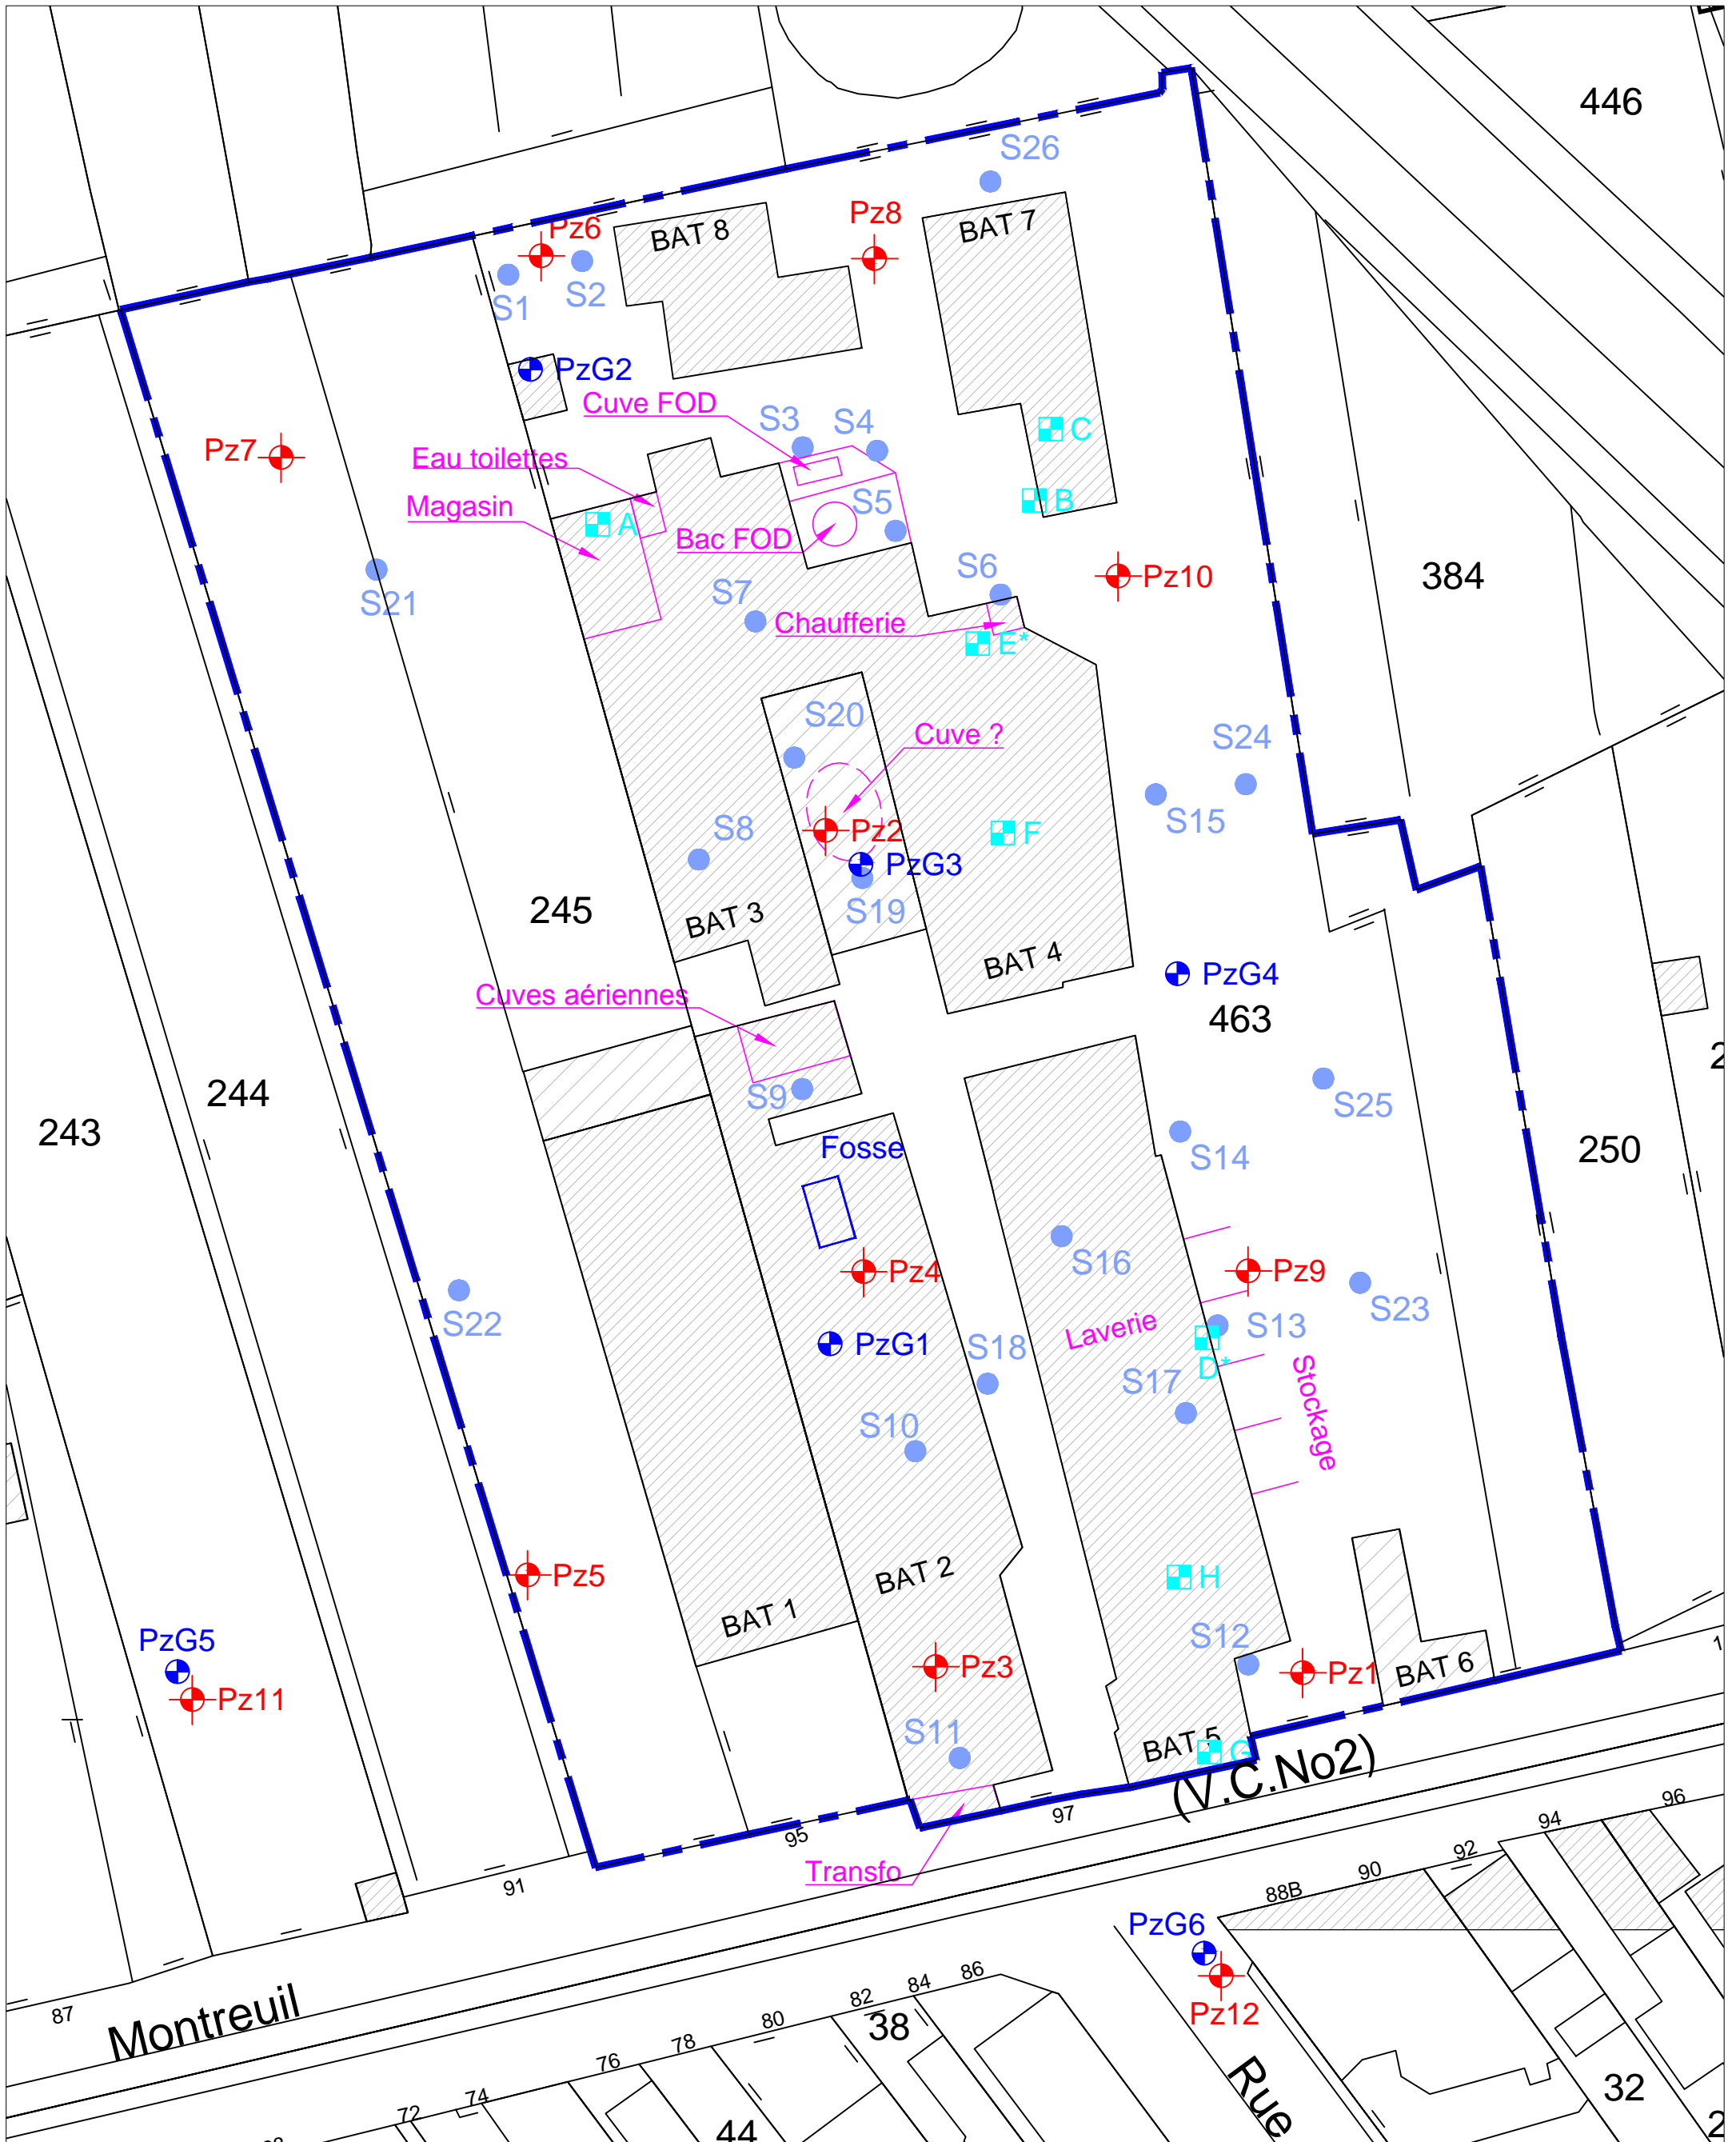 446
S26
Pz8
Pz6
BAT 8
BAT 7
S1
S2
PzG2
Cuve FOD
S3
S4
C
Pz7
Eau toilettes
Magasin
A
S5
B
Bac FOD
S6
Pz10
384
S21
S7
Chaufferie
E*
S20
Cuve ?
S24
S15
S8
Pz2
F
PzG3
245
S19
BAT 3
BAT 4
PzG4
Cuves aériennes
463
244
S9
S25
243
Fosse
S14
250
S16
Pz4
Pz9
S22
S23
Laverie
S13
PzG1
S18
D*
S17
Stockage
S10
Pz5
BAT 2
H
BAT 1
PzG5
S12
Pz3
Pz1
BAT 6
Pz11
S11
BAT 5
G
(V.C.No2)
97
95
96
94
Transfo
92
91
90
88B
PzG6
86
84
82
Pz12
87
Montreuil
80
38
78
76
Rue
32
74
72
44